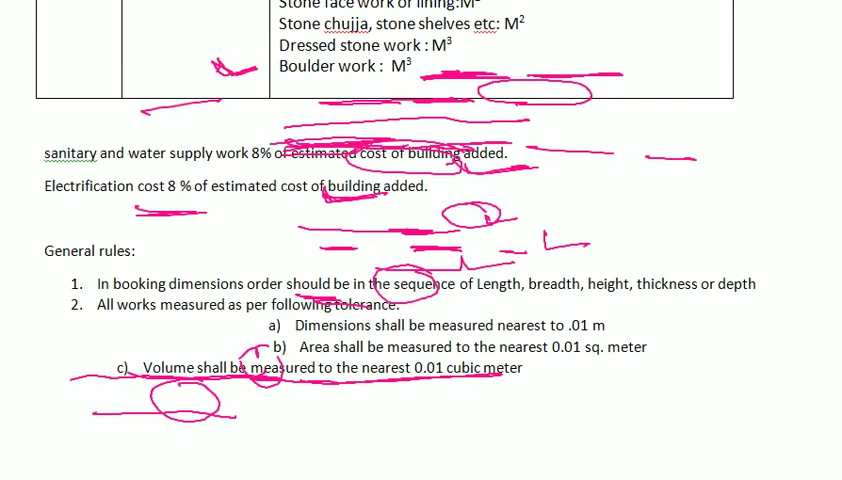 Stone face work or lining:M²
Stone chujja, stone shelves etc: M²
Dressed stone work : M³
Boulder work : M³
sanitary and water supply work 8% of estimated cost of building added.
Electrification cost 8 % of estimated cost of building added.
General rules:
1. In booking dimensions order should be in the sequence of Length, breadth, height, thickness or depth
2. All works measured as per following tolerance.
a) Dimensions shall be measured nearest to .01 m
b) Area shall be measured to the nearest 0.01 sq. meter
c) Volume shall be measured to the nearest 0.01 cubic meter